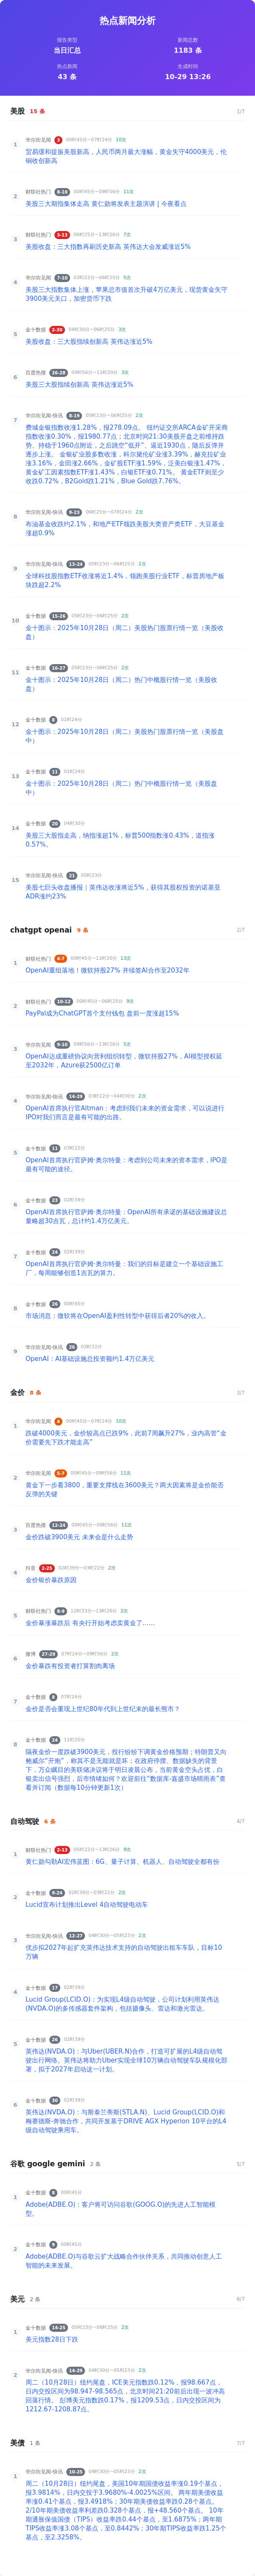 热点新闻分析
报告类型
当日汇总
新闻总数
1183 条
热点新闻
43 条
生成时间
10-29 13:26
美股 15 条
1/7
1
华尔街见闻 3 00时45分~07时24分 10次
贸易缓和提振美股新高，人民币两月最大涨幅，黄金失守4000美元，伦
铜收创新高
2
财联社热门 8-10 00时45分~09时56分 11次
美股三大期指集体走高 黄仁勋将发表主题演讲 | 今夜看点
3
财联社热门 3-13 06时25分~13时26分 7次
美股收盘：三大指数再刷历史新高 英伟达大会发威涨近5%
4
华尔街见闻 7-10 03时22分~06时25分 5次
美股三大指数集体上涨，苹果总市值首次升破4万亿美元，现货黄金失守
3900美元关口，加密货币下跌
5
金十数据 2-30 04时30分~06时25分 3次
美股收盘：三大股指续创新高 英伟达涨近5%
6
百度热搜 26-28 09时56分~11时20分 3次
美股三大股指续创新高 英伟达涨近5%
7
华尔街见闻-快讯 8-19 05时23分~06时25分 2次
费城金银指数收涨1.28%，报278.09点。 纽约证交所ARCA金矿开采商
指数收涨0.30%，报1980.77点；北京时间21:30美股开盘之前维持跌
势、持稳于1960点附近，之后跳空“低开”、逼近1930点，随后反弹并
逐步上涨。 金银矿业股多数收涨，科尔黛伦矿业涨3.39%，赫克拉矿业
涨3.16%，金田涨2.66%，金矿股ETF涨1.59%，泛美白银涨1.47%，
黄金矿工因素指数ETF涨1.43%，白银ETF涨0.71%。 黄金ETF则至少
收跌0.72%，B2Gold跌1.21%，Blue Gold跌7.76%。
8
华尔街见闻-快讯 6-23 06时25分~07时24分 2次
布油基金收跌约2.1%，和地产ETF领跌美股大类资产类ETF，大豆基金
涨超0.9%
9
华尔街见闻-快讯 13-24 05时23分~06时25分 2次
全球科技股指数ETF收涨将近1.4%，领跑美股行业ETF，标普房地产板
块跌超2.2%
10
金十数据 15-26 05时23分~06时25分 2次
金十图示：2025年10月28日（周二）美股热门股票行情一览（美股收
盘）
11
金十数据 16-27 05时23分~06时25分 2次
金十图示：2025年10月28日（周二）热门中概股行情一览（美股收
盘）
12
金十数据 8 01时24分
金十图示：2025年10月28日（周二）美股热门股票行情一览（美股盘
中）
13
金十数据 11 01时24分
金十图示：2025年10月28日（周二）热门中概股行情一览（美股盘
中）
14
金十数据 20 04时30分
美股三大股指走高，纳指涨超1%，标普500指数涨0.43%，道指涨
0.57%。
15
华尔街见闻-快讯 21 05时23分
美股七巨头收盘播报｜英伟达收涨将近5%，获得其股权投资的诺基亚
ADR涨约23%
chatgpt openai 9 条
2/7
1
财联社热门 4-7 00时45分~11时20分 13次
OpenAI重组落地！微软持股27% 并续签AI合作至2032年
2
财联社热门 10-12 00时45分~06时25分 9次
PayPal成为ChatGPT首个支付钱包 盘前一度涨超15%
3
华尔街见闻 9-10 09时56分~13时26分 5次
OpenAI达成重磅协议向营利组织转型，微软持股27%，AI模型授权延
至2032年，Azure获2500亿订单
4
华尔街见闻-快讯 14-29 03时22分~04时30分 2次
OpenAI首席执行官Altman：考虑到我们未来的资金需求，可以说进行
IPO对我们而言是最有可能的出路。
5
金十数据 11 03时22分
OpenAI首席执行官萨姆·奥尔特曼：考虑到公司未来的资本需求，IPO是
最有可能的途径。
6
金十数据 23 02时39分
OpenAI首席执行官萨姆·奥尔特曼：OpenAI所有承诺的基础设施建设总
量略超30吉瓦，总计约1.4万亿美元。
7
金十数据 24 02时39分
OpenAI首席执行官萨姆·奥尔特曼：我们的目标是建立一个基础设施工
厂，每周能够创造1吉瓦的算力。
8
金十数据 26 00时45分
市场消息：微软将在OpenAI盈利性转型中获得后者20%的收入。
9
华尔街见闻-快讯 26 03时22分
OpenAI：AI基础设施总投资额约1.4万亿美元
金价 8 条
3/7
1
华尔街见闻 4 00时45分~07时24分 10次
跌破4000美元，金价较高点已跌9%，此前7周飙升27%，业内高管“金
价需要先下跌才能走高”
2
华尔街见闻 5-7 00时45分~09时56分 11次
黄金下一步看3800，重要支撑线在3600美元？两大因素将是金价能否
反弹的关键
3
百度热搜 12-24 00时45分~09时56分 11次
金价跌破3900美元 未来会是什么走势
4
抖音 2-25 02时39分~03时22分 2次
金价银价暴跌原因
5
财联社热门 8-9 12时33分~13时26分 2次
金价暴涨暴跌后 有央行开始考虑卖黄金了……
6
微博 27-29 07时24分~09时56分 2次
金价暴跌有投资者打算割肉离场
7
金十数据 8 07时24分
金价是否会重现上世纪80年代到上世纪末的最长熊市？
8
金十数据 24 11时20分
隔夜金价一度跌破3900美元，投行纷纷下调黄金价格预期；特朗普又向
鲍威尔“开炮”，称其不是无能就是坏；在政府停摆、数据缺失的背景
下，万众瞩目的美联储决议将于明日凌晨公布，当前黄金空头占优，白
银卖出信号强烈，后市情绪如何？欢迎前往“数据库-嘉盛市场晴雨表”查
看并订阅（数据每10分钟更新1次）
自动驾驶 6 条
4/7
1
财联社热门 2-13 05时22分~13时26分 9次
黄仁勋勾勒AI宏伟蓝图：6G、量子计算、机器人、自动驾驶全都有份
2
金十数据 9-24 02时39分~03时22分 2次
Lucid宣布计划推出Level 4自动驾驶电动车
3
华尔街见闻-快讯 12-27 04时30分~05时23分 2次
优步拟2027年起扩充英伟达技术支持的自动驾驶出租车车队，目标10
万辆
4
金十数据 17 02时39分
Lucid Group(LCID.O)：为实现L4级自动驾驶，公司计划利用英伟达
(NVDA.O)的多传感器套件架构，包括摄像头、雷达和激光雷达。
5
金十数据 26 02时39分
英伟达(NVDA.O)：与Uber(UBER.N)合作，打造可扩展的L4级自动驾
驶出行网络。英伟达将助力Uber实现全球10万辆自动驾驶车队规模化部
署，拟于2027年启动这一计划。
6
金十数据 30 02时39分
英伟达(NVDA.O)：与斯泰兰蒂斯(STLA.N)、Lucid Group(LCID.O)和
梅赛德斯-奔驰合作，共同开发基于DRIVE AGX Hyperion 10平台的L4
级自动驾驶乘用车。
谷歌 google gemini 2 条
5/7
1
金十数据 8 00时45分
Adobe(ADBE.O)：客户将可访问谷歌(GOOG.O)的先进人工智能模
型。
2
金十数据 9 00时45分
Adobe(ADBE.O)与谷歌云扩大战略合作伙伴关系，共同推动创意人工
智能的未来发展。
美元 2 条
6/7
1
金十数据 14-25 05时23分~06时25分 2次
美元指数28日下跌
2
华尔街见闻-快讯 14-29 04时30分~05时23分 2次
周二（10月28日）纽约尾盘，ICE美元指数跌0.12%，报98.667点，
日内交投区间为98.947-98.565点，北京时间21:20前后出现一波冲高
回落行情。 彭博美元指数跌0.17%，报1209.53点，日内交投区间为
1212.67-1208.87点。
美债 1 条
7/7
1
华尔街见闻-快讯 10-25 04时30分~05时23分 2次
周二（10月28日）纽约尾盘，美国10年期国债收益率涨0.19个基点，
报3.9814%，日内交投于3.9680%-4.0025%区间。 两年期美债收益
率涨0.41个基点，报3.4918%；30年期美债收益率跌0.28个基点。
2/10年期美债收益率利差跌0.328个基点，报+48.560个基点。 10年
期通胀保值国债（TIPS）收益率跌0.44个基点，至1.6875%；两年期
TIPS收益率涨3.08个基点，至0.8442%；30年期TIPS收益率跌1.25个
基点，至2.3258%。